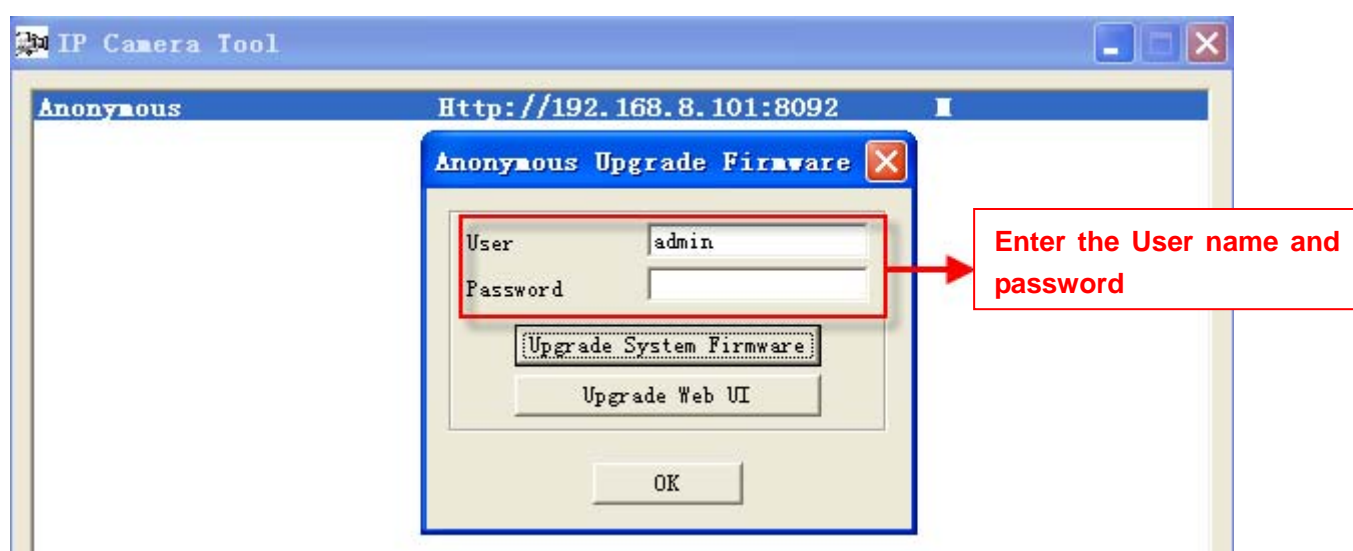 IP Camera Tool
Anonymous Http://192.168.8.101:8092
Anonymous Upgrade Firmware
User admin
Password
Enter the User name and
password
Upgrade System Firmware
Upgrade Web UI
OK